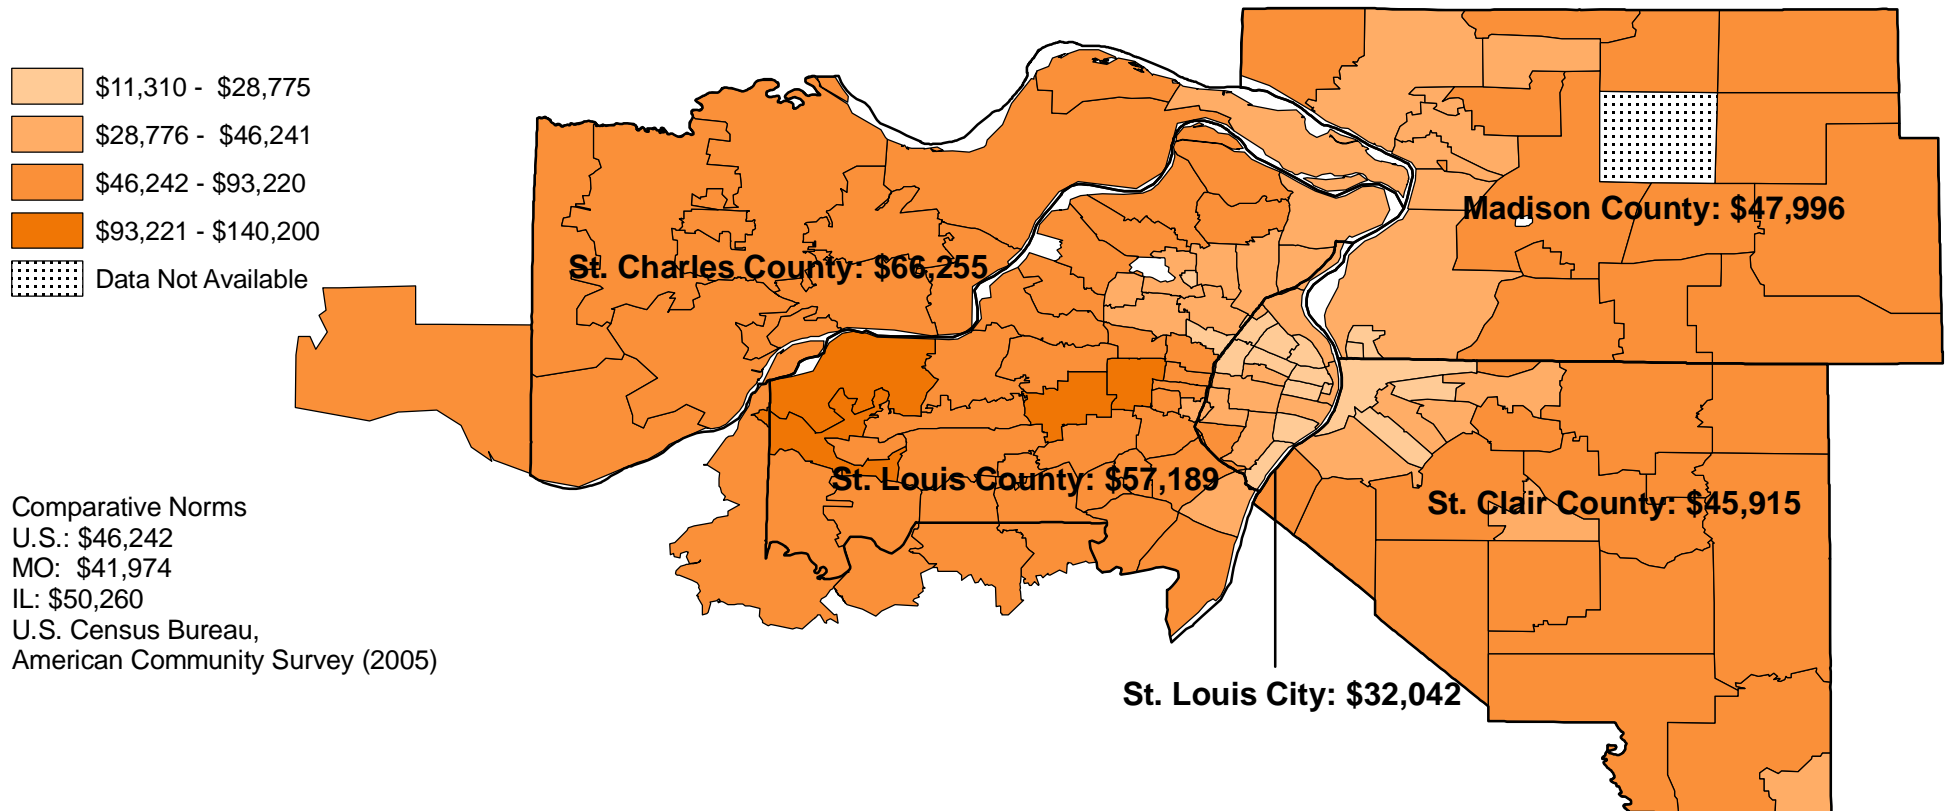 $11,310 - $28,775
$28,776 - $46,241
$46,242 - $93,220
$93,221 - $140,200
Data Not Available
Madison County: $47,996
St. Charles County: $66,255
St. Louis County: $57,189
St. Clair County: $45,915
St. Louis City: $32,042
Comparative Norms
U.S.: $46,242
MO: $41,974
IL: $50,260
U.S. Census Bureau,
American Community Survey (2005)